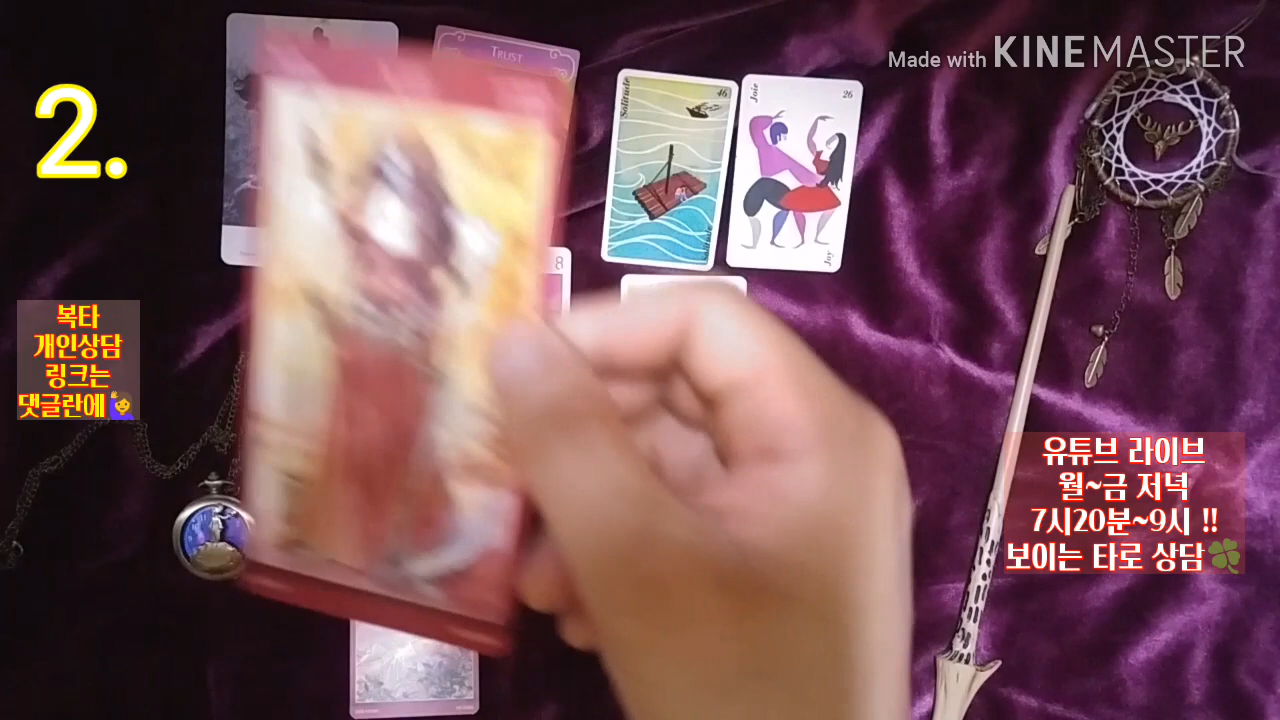 Made with KINEMASTER
2.
TRUST
Solitude
46
Joie
26
Joy
8
복타
개인상담
링크는
댓글란에🙋‍♀️
유튜브 라이브
월~금 저녁
7시20분~9시 !!
보이는 타로 상담🍀